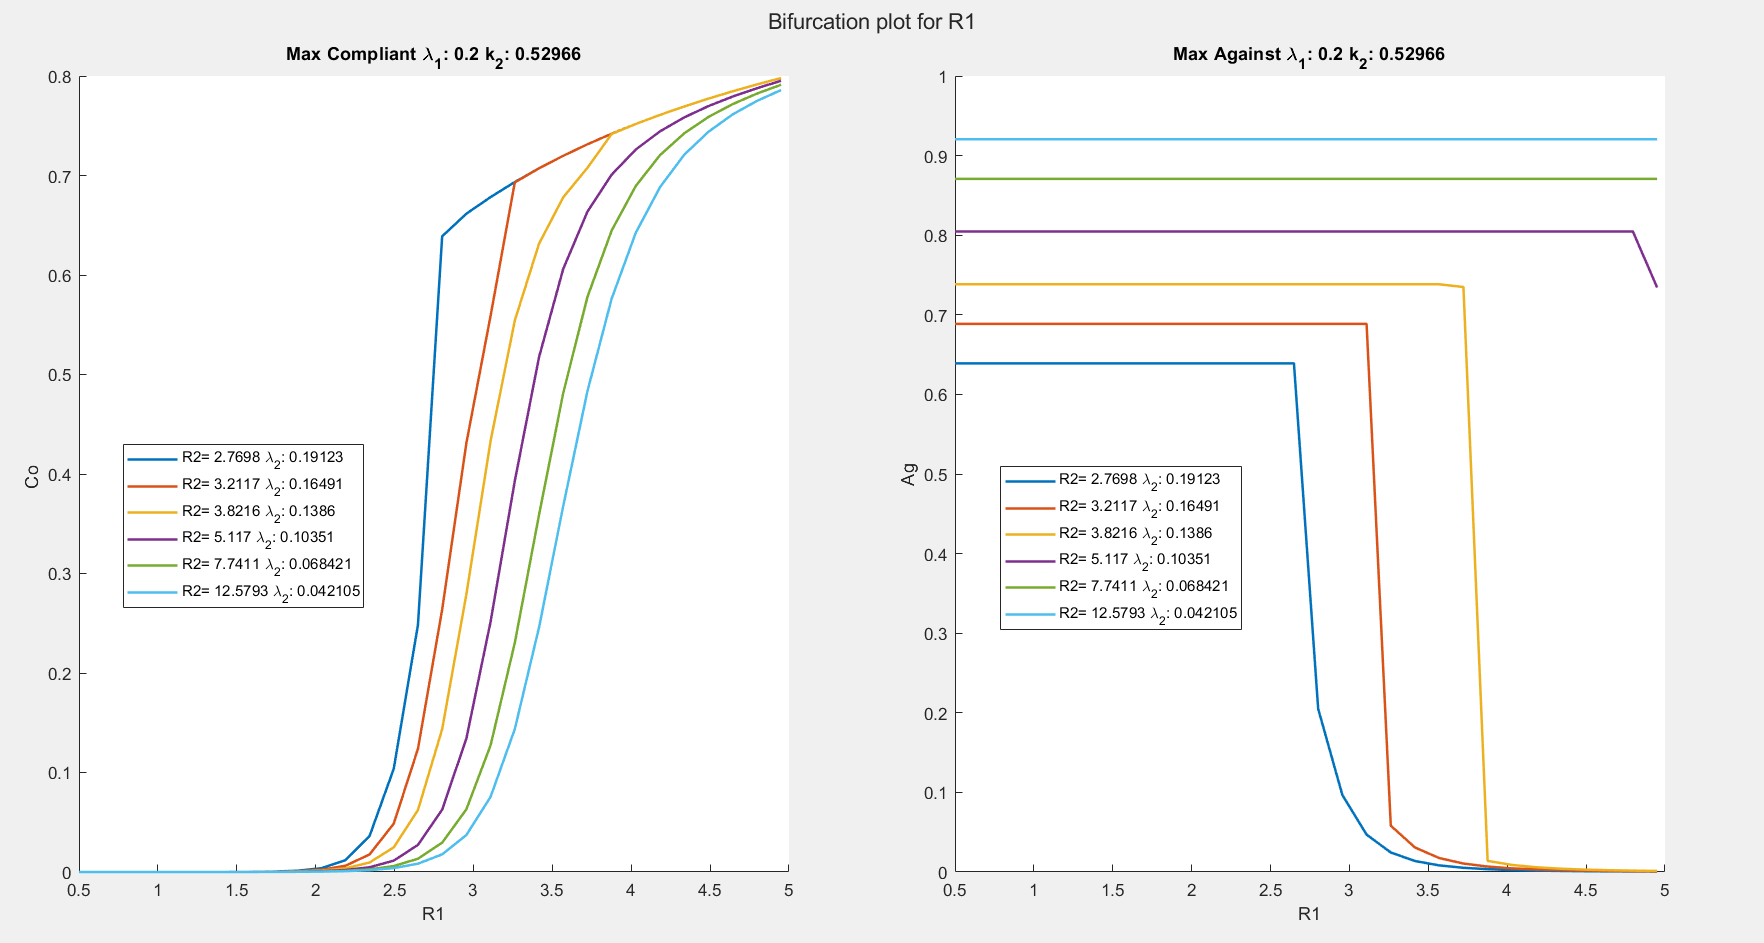 Bifurcation plot for R1
Max Compliant λ1: 0.2 k2: 0.52966
0.8
0.7
0.6
0.5
0.4
0.3
0.2
0.1
0
Co
R2= 2.7698 λ2: 0.19123
R2= 3.2117 λ2: 0.16491
R2= 3.8216 λ2: 0.1386
R2= 5.117 λ2: 0.10351
R2= 7.7411 λ2: 0.068421
R2= 12.5793 λ2: 0.042105
0.5 1 1.5 2 2.5 3 3.5 4 4.5 5
R1
Max Against λ1: 0.2 k2: 0.52966
1
0.9
0.8
0.7
0.6
0.5
0.4
0.3
0.2
0.1
0
Ag
R2= 2.7698 λ2: 0.19123
R2= 3.2117 λ2: 0.16491
R2= 3.8216 λ2: 0.1386
R2= 5.117 λ2: 0.10351
R2= 7.7411 λ2: 0.068421
R2= 12.5793 λ2: 0.042105
0.5 1 1.5 2 2.5 3 3.5 4 4.5 5
R1